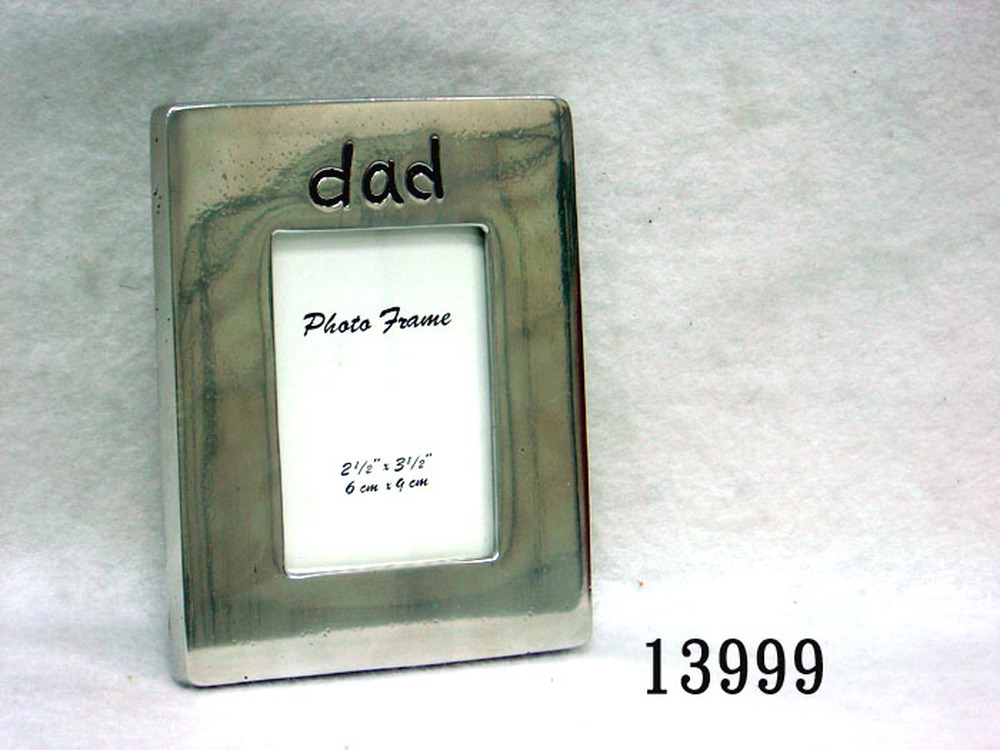 dad
Photo Frame
2 1/2" x 3 1/2"
6 cm x 9 cm
13999